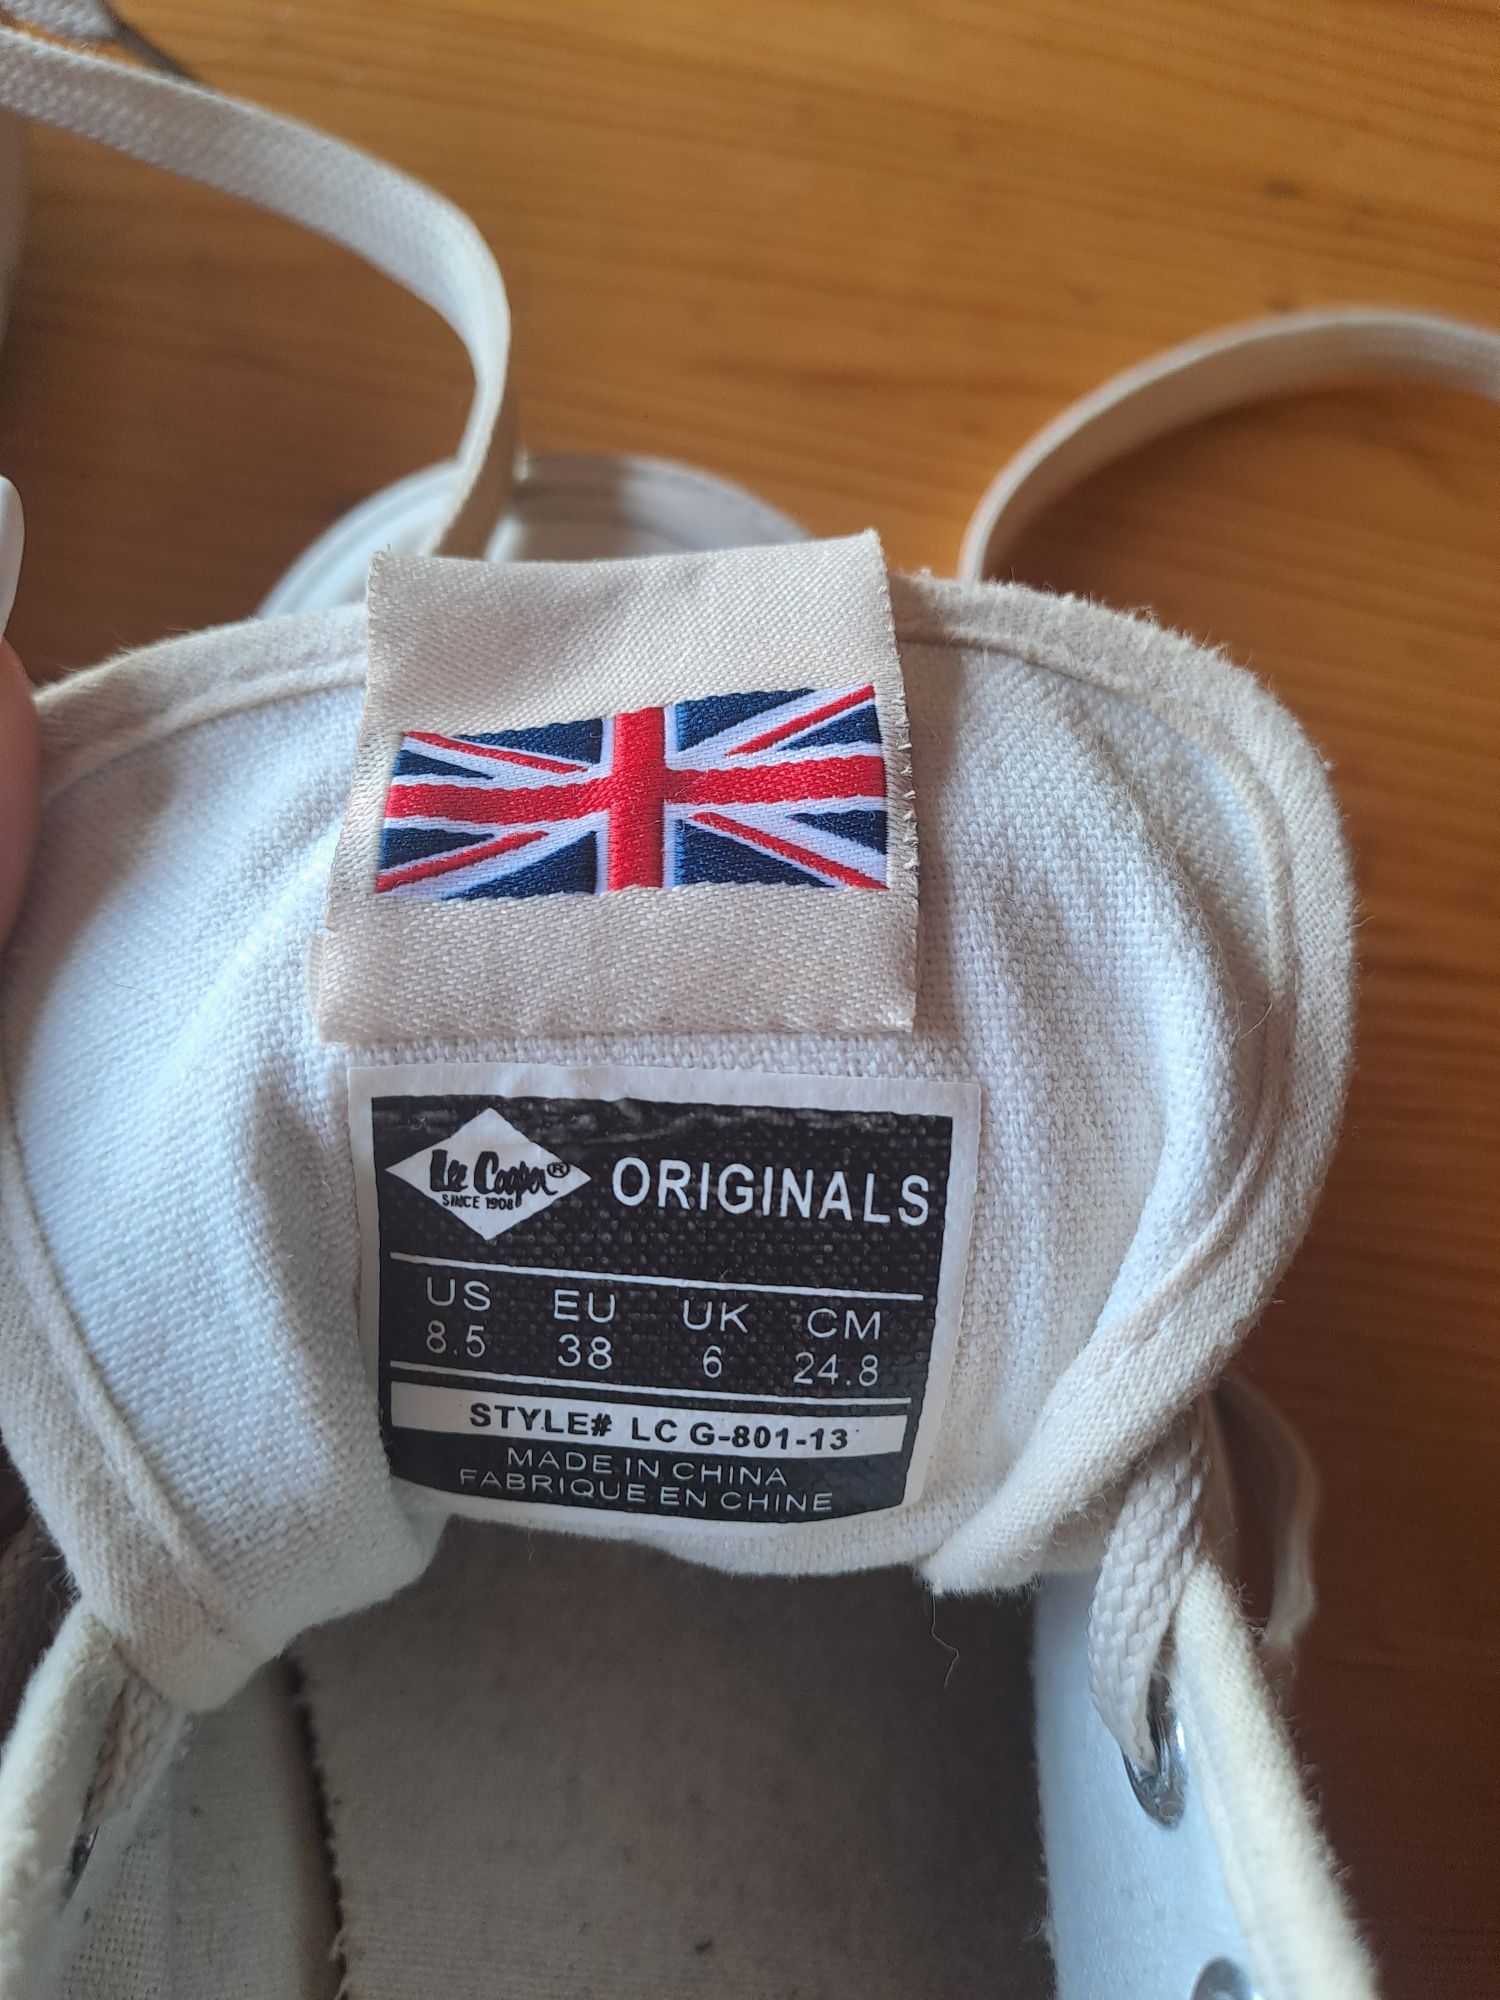 Lee Cooper®
SINCE 1908
ORIGINALS
US EU UK CM
8.5 38 6 24.8
STYLE# LC G-801-13
MADE IN CHINA
FABRIQUE EN CHINE